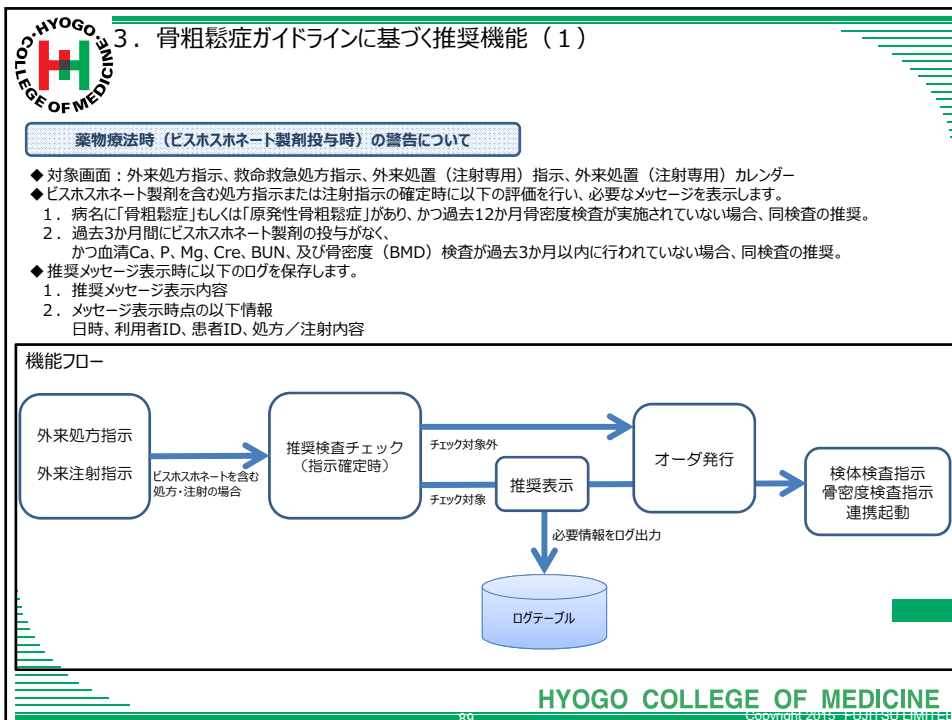 HYOGO COLLEGE OF MEDICINE
3．骨粗鬆症ガイドラインに基づく推奨機能（1）
薬物療法時（ビスホスホネート製剤投与時）の警告について
◆対象画面：外来処方指示、救命救急処方指示、外来処置（注射専用）指示、外来処置（注射専用）カレンダー
◆ビスホスホネート製剤を含む処方指示または注射指示の確定時に以下の評価を行い、必要なメッセージを表示します。
1．病名に「骨粗鬆症」もしくは「原発性骨粗鬆症」があり、かつ過去12か月骨密度検査が実施されていない場合、同検査の推奨。
2．過去3か月間にビスホスホネート製剤の投与がなく、
かつ血清Ca、P、Mg、Cre、BUN、及び骨密度（BMD）検査が過去3か月以内に行われていない場合、同検査の推奨。
◆推奨メッセージ表示時に以下のログを保存します。
1．推奨メッセージ表示内容
2．メッセージ表示時点の以下情報
日時、利用者ID、患者ID、処方／注射内容
機能フロー
外来処方指示
外来注射指示
ビスホスホネートを含む
処方・注射の場合
推奨検査チェック
（指示確定時）
チェック対象外
チェック対象
推奨表示
オーダ発行
検体検査指示
骨密度検査指示
連携起動
必要情報をログ出力
ログテーブル
HYOGO COLLEGE OF MEDICINE
89
Copyright 2015 FUJITSU LIMITED